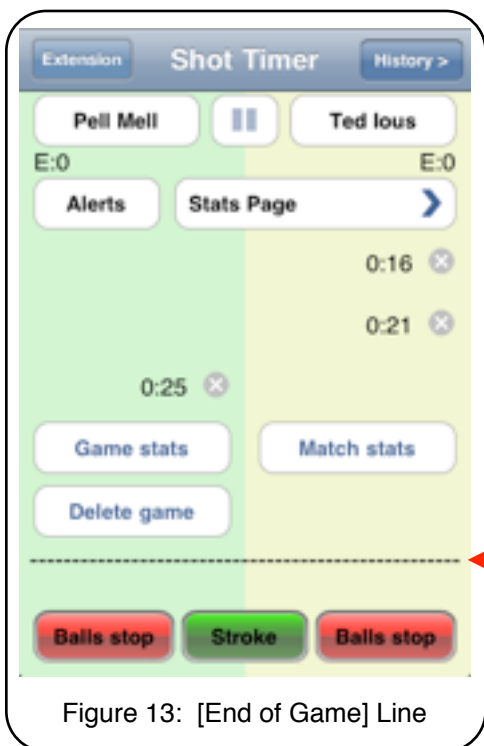 Extension Shot Timer History >
Pell Mell Ted Ious
E:0 E:0
Alerts Stats Page
0:16
0:21
0:25
Game stats Match stats
Delete game
Balls stop Stroke Balls stop
Figure 13: [End of Game] Line